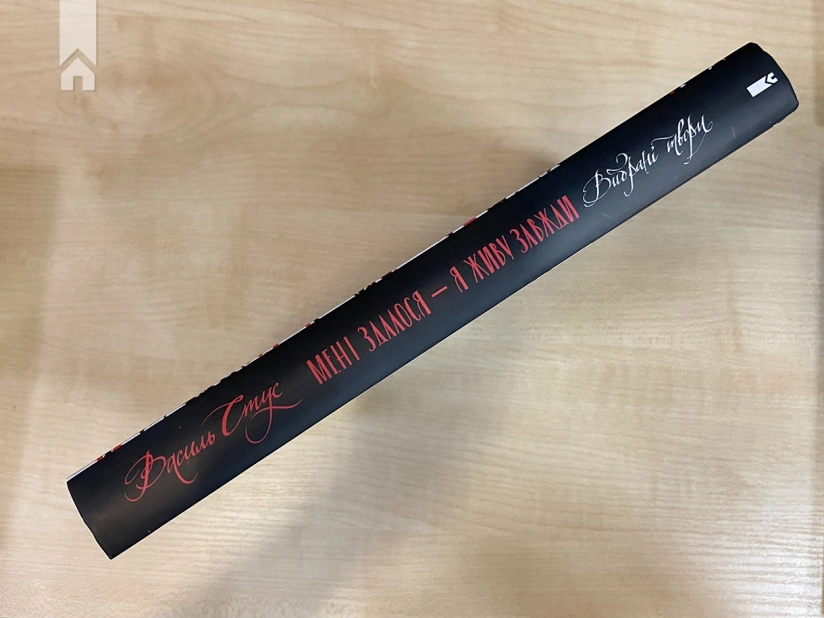 Василь Стус
МЕНІ ЗДАЛОСЯ — Я ЖИВУ ЗАВЖДИ
Вибрані твори